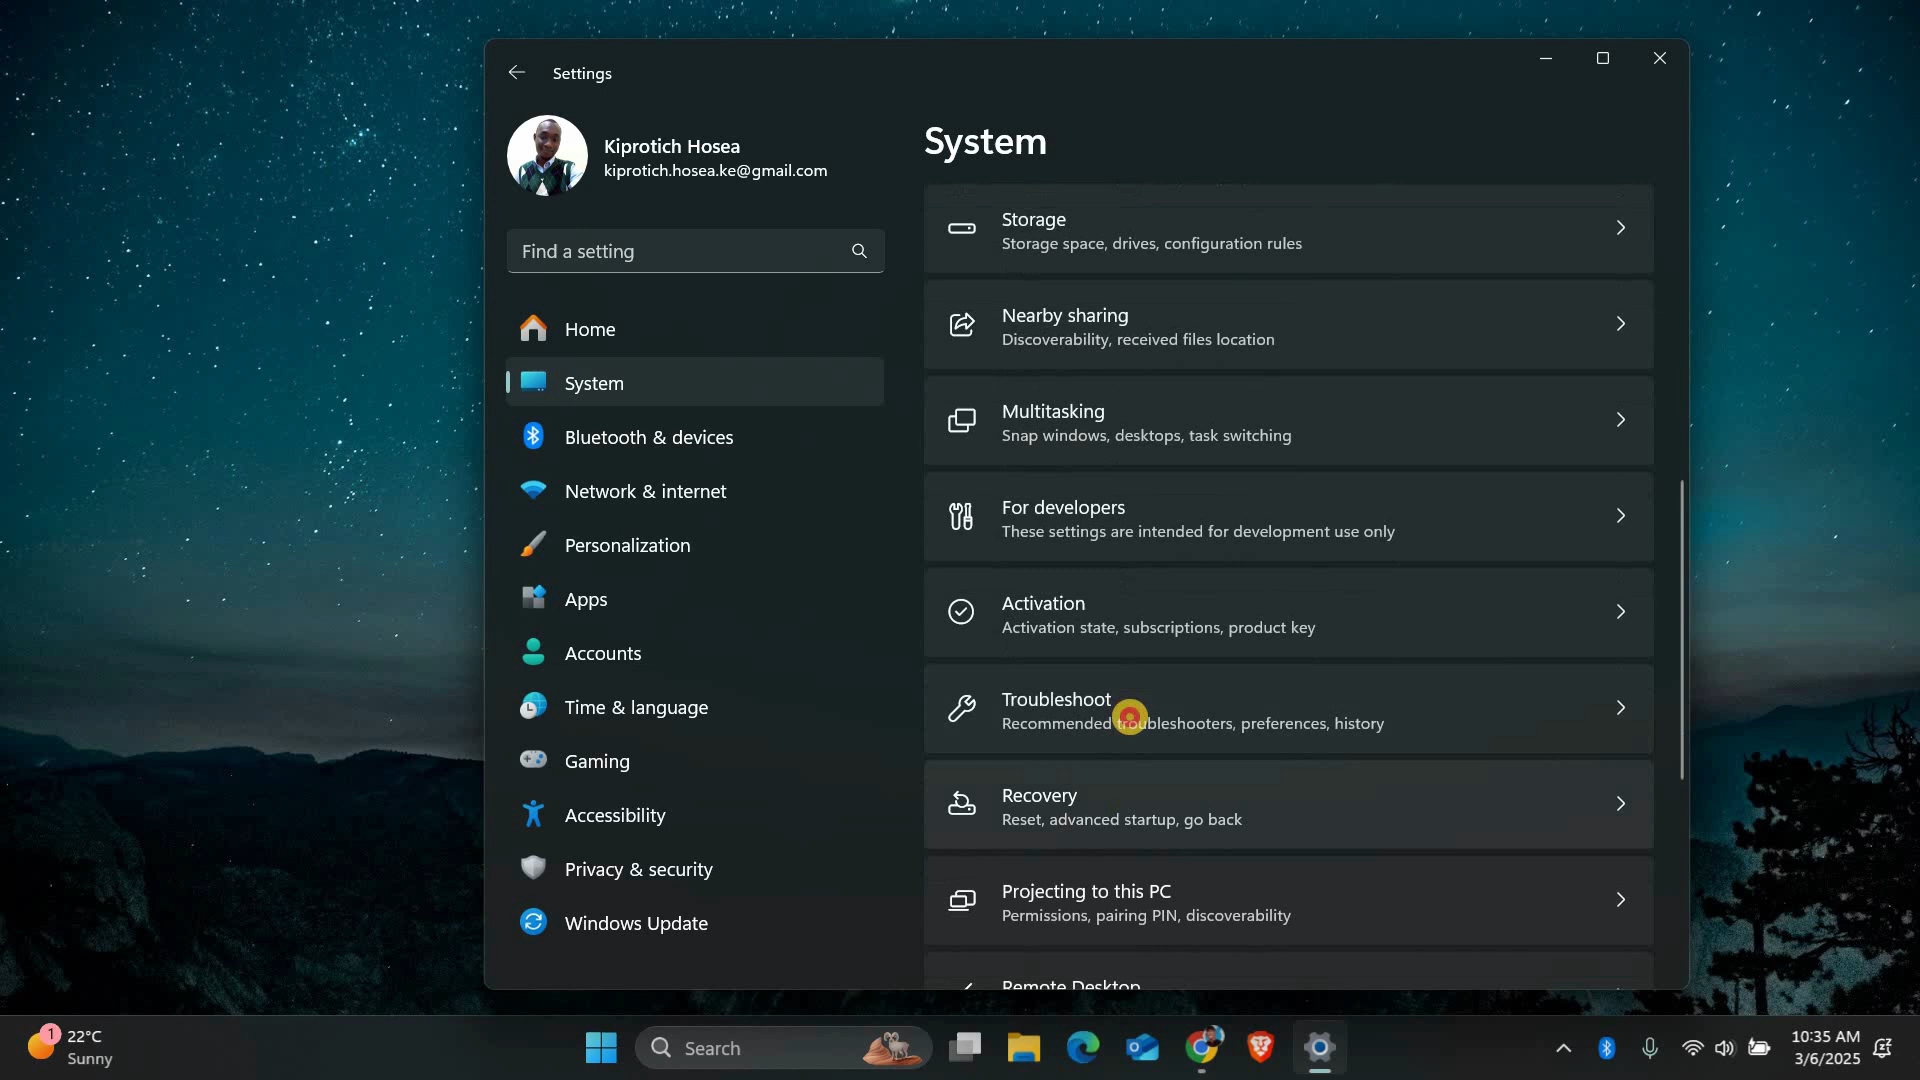 Settings
Kiprotich Hosea
kiprotich.hosea.ke@gmail.com
Find a setting
Home
System
Bluetooth & devices
Network & internet
Personalization
Apps
Accounts
Time & language
Gaming
Accessibility
Privacy & security
Windows Update
System
Storage
Storage space, drives, configuration rules
Nearby sharing
Discoverability, received files location
Multitasking
Snap windows, desktops, task switching
For developers
These settings are intended for development use only
Activation
Activation state, subscriptions, product key
Troubleshoot
Recommended troubleshooters, preferences, history
Recovery
Reset, advanced startup, go back
Projecting to this PC
Permissions, pairing PIN, discoverability
Remote Desktop
1
22°C
Sunny
Search
10:35 AM
3/6/2025